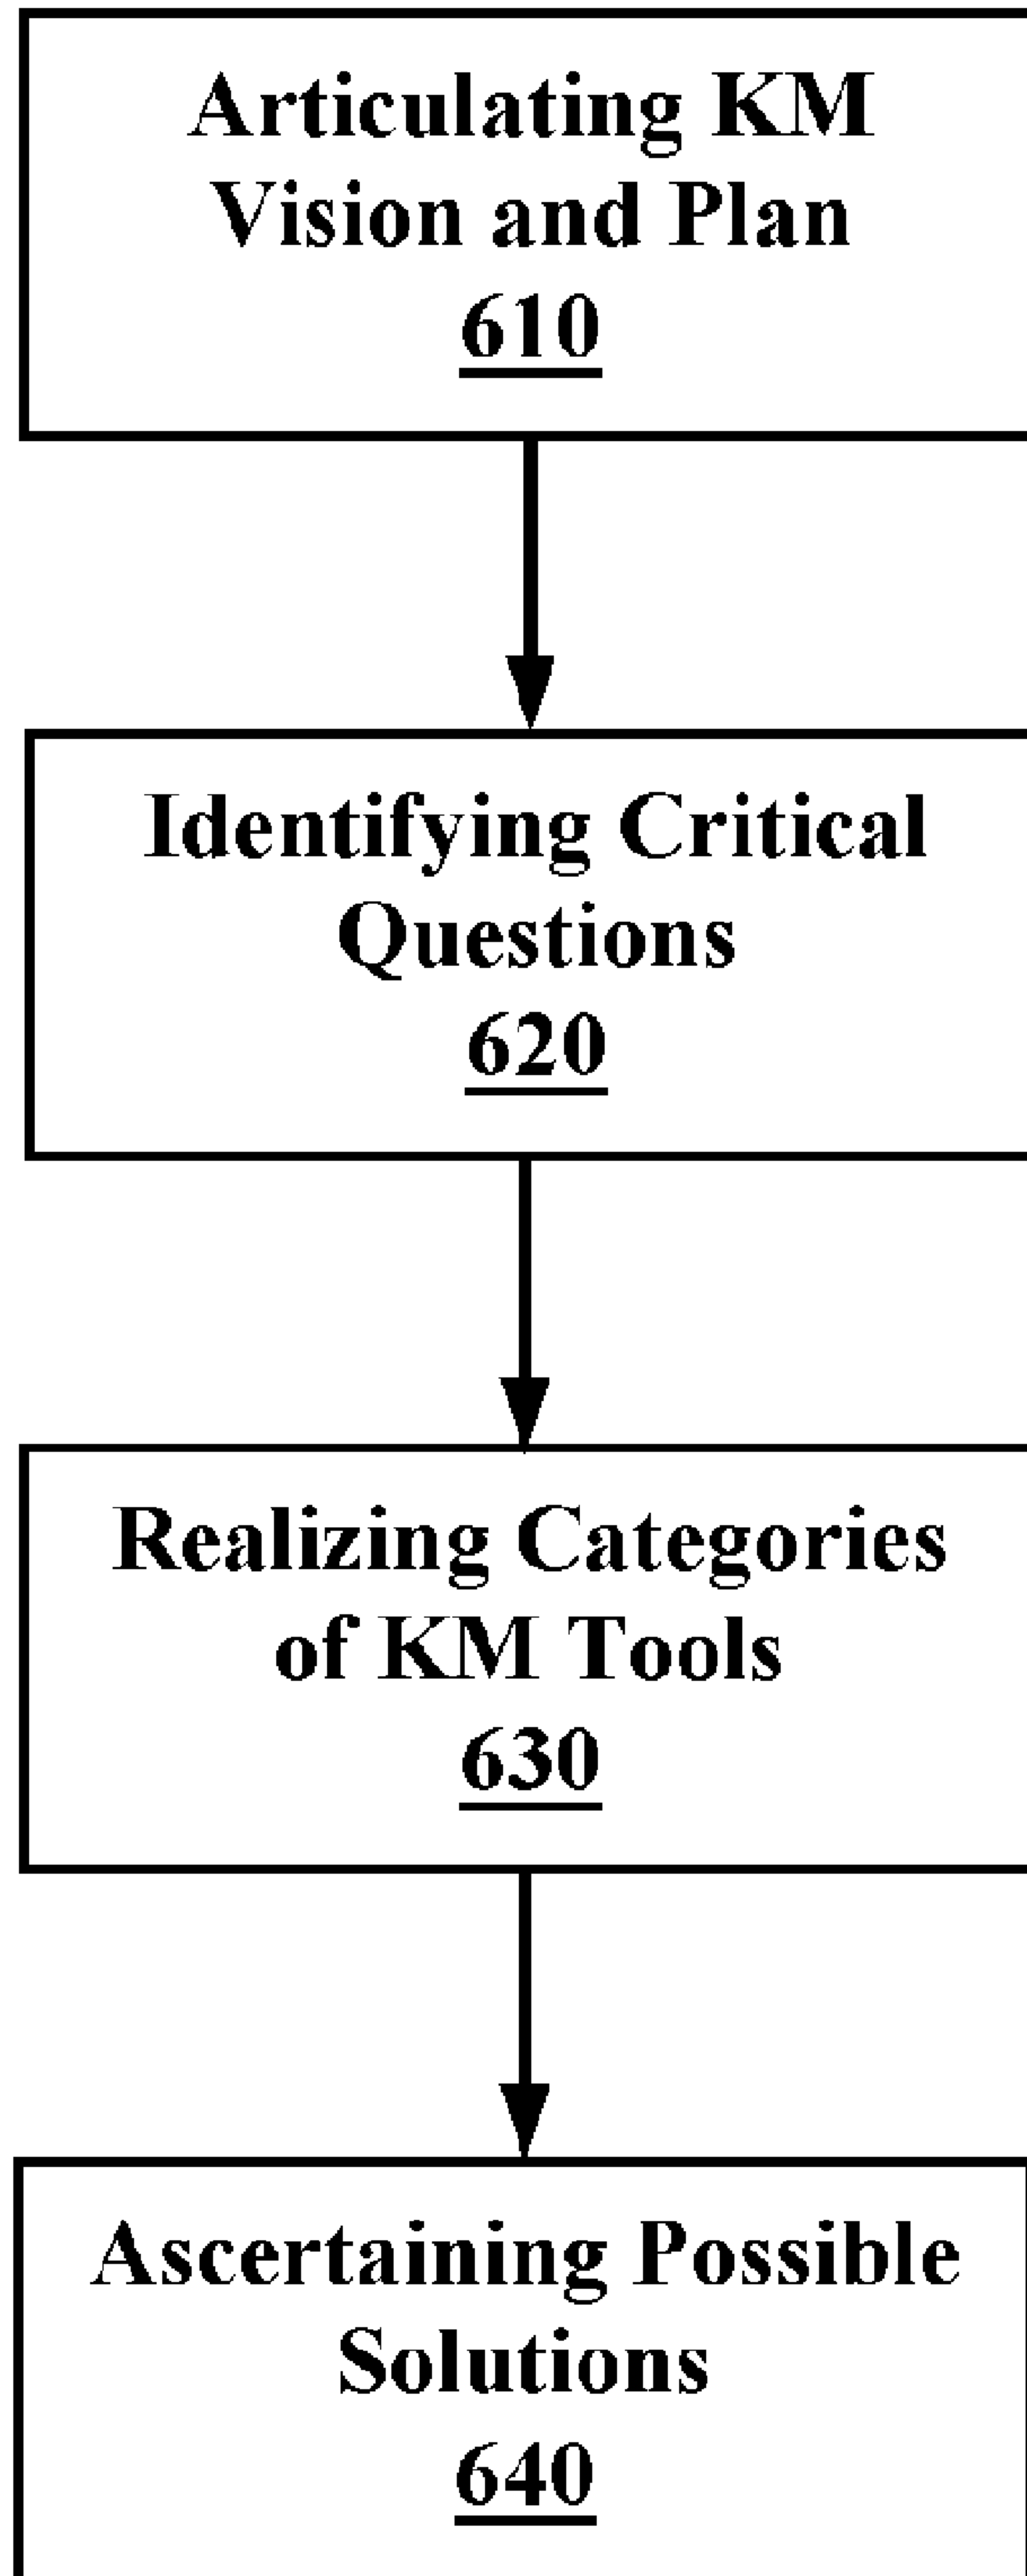 Articulating KM
Vision and Plan
610
Identifying Critical
Questions
620
Realizing Categories
of KM Tools
630
Ascertaining Possible
Solutions
640